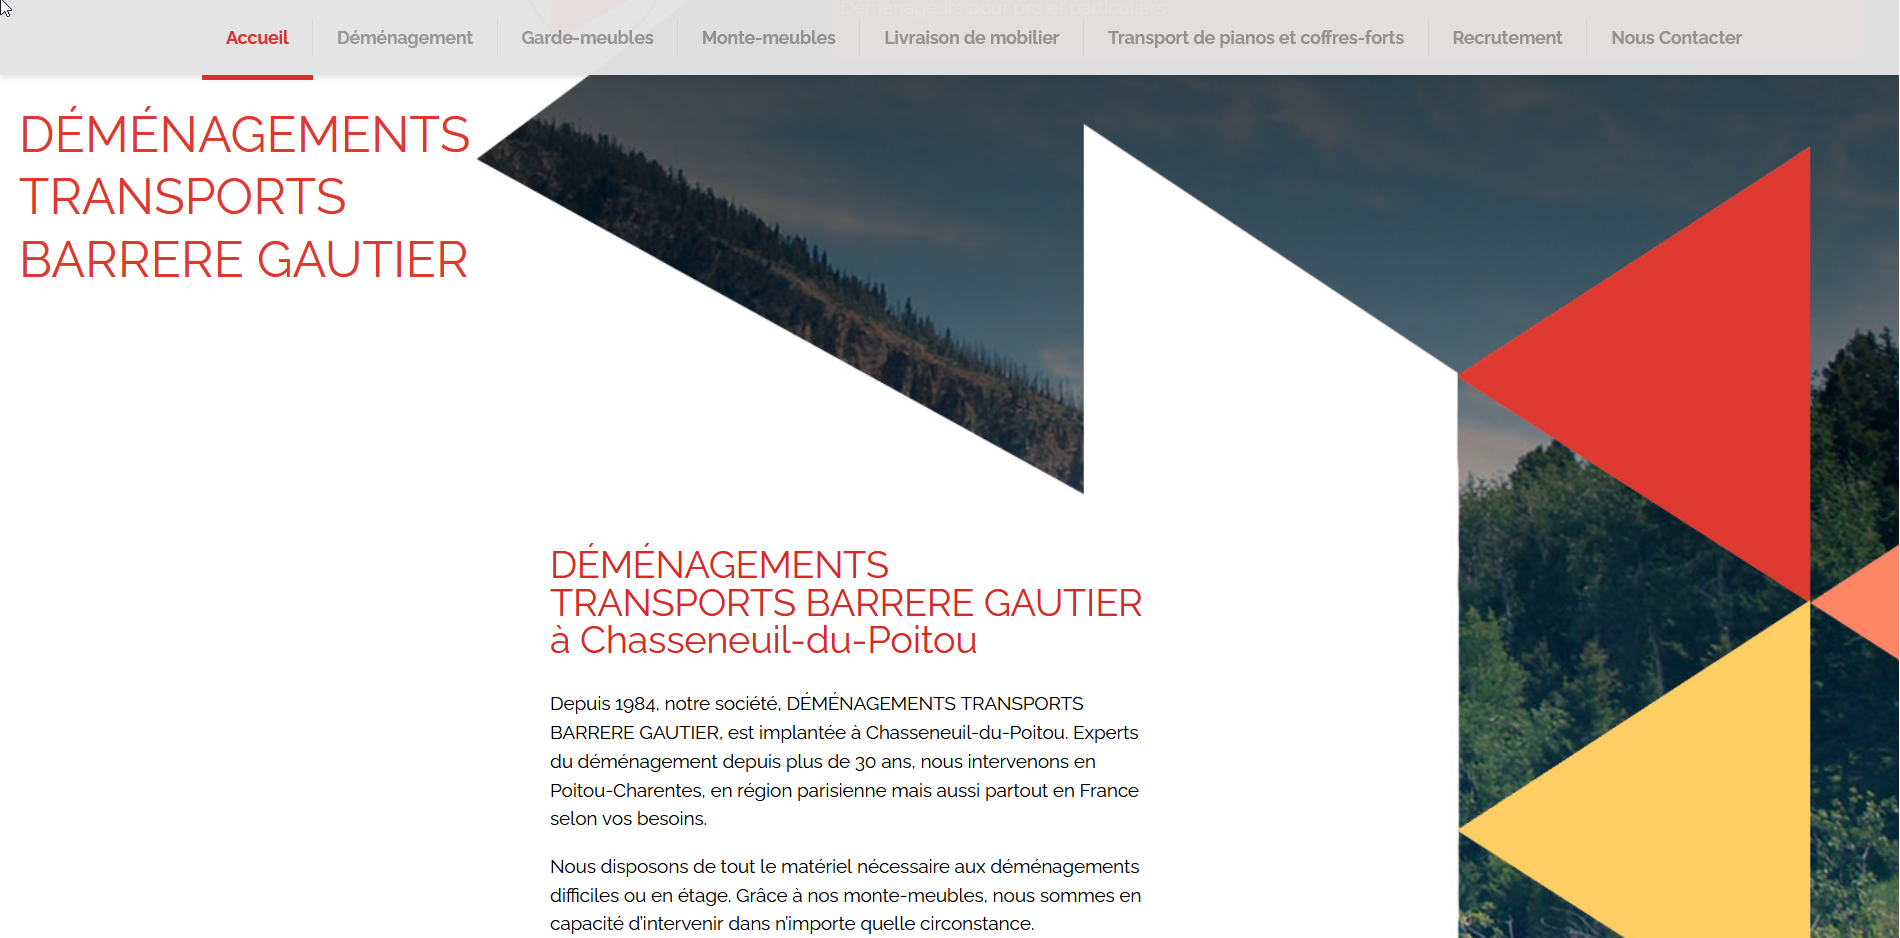 Déménageurs pour pro et particuliers
Accueil Déménagement Garde-meubles Monte-meubles Livraison de mobilier Transport de pianos et coffres-forts Recrutement Nous Contacter
DÉMÉNAGEMENTS
TRANSPORTS
BARRERE GAUTIER
DÉMÉNAGEMENTS
TRANSPORTS BARRERE GAUTIER
à Chasseneuil-du-Poitou
Depuis 1984, notre société, DÉMÉNAGEMENTS TRANSPORTS
BARRERE GAUTIER, est implantée à Chasseneuil-du-Poitou. Experts
du déménagement depuis plus de 30 ans, nous intervenons en
Poitou-Charentes, en région parisienne mais aussi partout en France
selon vos besoins.
Nous disposons de tout le matériel nécessaire aux déménagements
difficiles ou en étage. Grâce à nos monte-meubles, nous sommes en
capacité d'intervenir dans n'importe quelle circonstance.